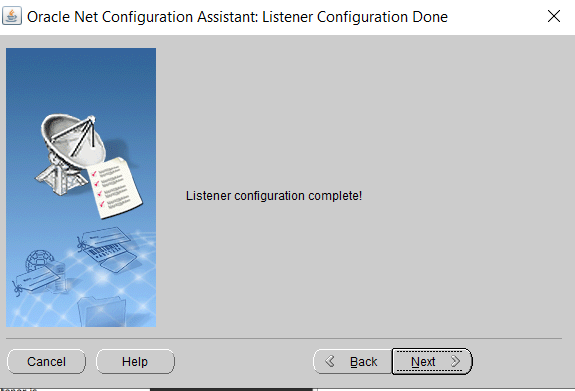 Oracle Net Configuration Assistant: Listener Configuration Done
Listener configuration complete!
Cancel
Help
Back
Next